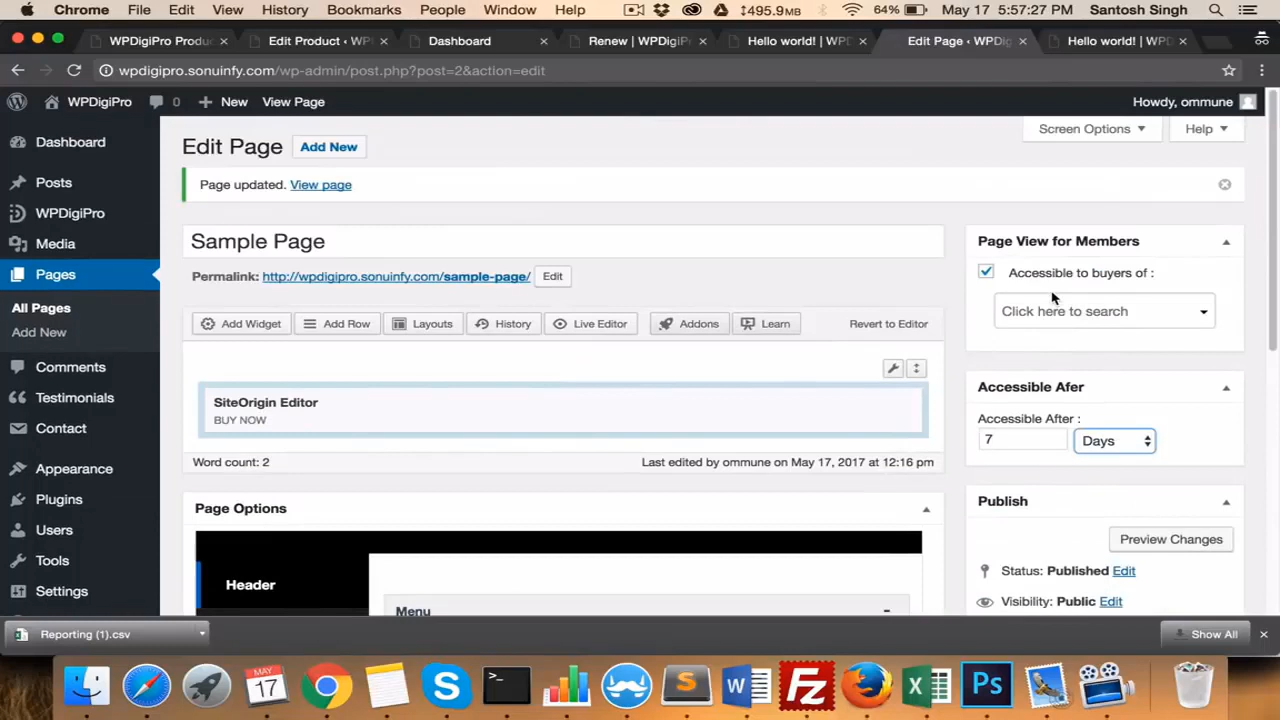 Chrome File Edit View History Bookmarks People Window Help 495.9MB 64% May 17 5:57:27 PM Santosh Singh
WPDigiPro Produ × Edit Product ‹ W × Dashboard × Renew | WPDigiPr × Hello world! | WP × Edit Page ‹ WPDig × Hello world! | WPD ×
wpdigipro.sonuinfy.com/wp-admin/post.php?post=2&action=edit
WPDigiPro 0 + New View Page Howdy, ommune
Dashboard
Posts
WPDigiPro
Media
Pages
All Pages
Add New
Comments
Testimonials
Contact
Appearance
Plugins
Users
Tools
Settings
Screen Options Help
Edit Page Add New
Page updated. View page
Sample Page
Permalink: http://wpdigipro.sonuinfy.com/sample-page/ Edit
Add Widget Add Row Layouts History Live Editor Addons Learn Revert to Editor
SiteOrigin Editor
BUY NOW
Word count: 2 Last edited by ommune on May 17, 2017 at 12:16 pm
Page Options
Header
Menu
Page View for Members
Accessible to buyers of :
Click here to search
Accessible Afer
Accessible After :
7 Days
Publish
Preview Changes
Status: Published Edit
Visibility: Public Edit
Reporting (1).csv Show All
MAY
17
S
>_
S
W
Fz
X
Ps